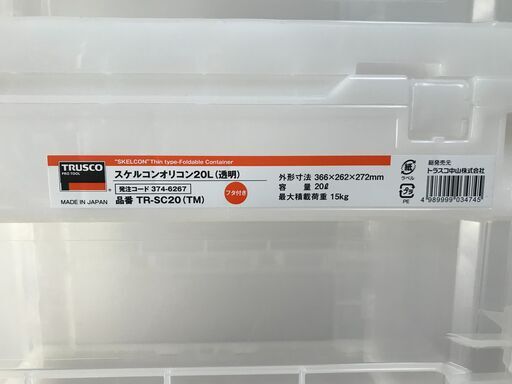 "SKELCON" Thin type-Foldable Container
TRUSCO
PRO TOOL
MADE IN JAPAN
スケルコンオリコン20L(透明)
発注コード 374-6267
品番 TR-SC20(TM)
フタ付き
外形寸法 366×262×272mm
容量 20ℓ
最大積載荷重 15kg
紙
ラベル
プラ
PE
総発売元
トラスコ中山株式会社
4989999034745